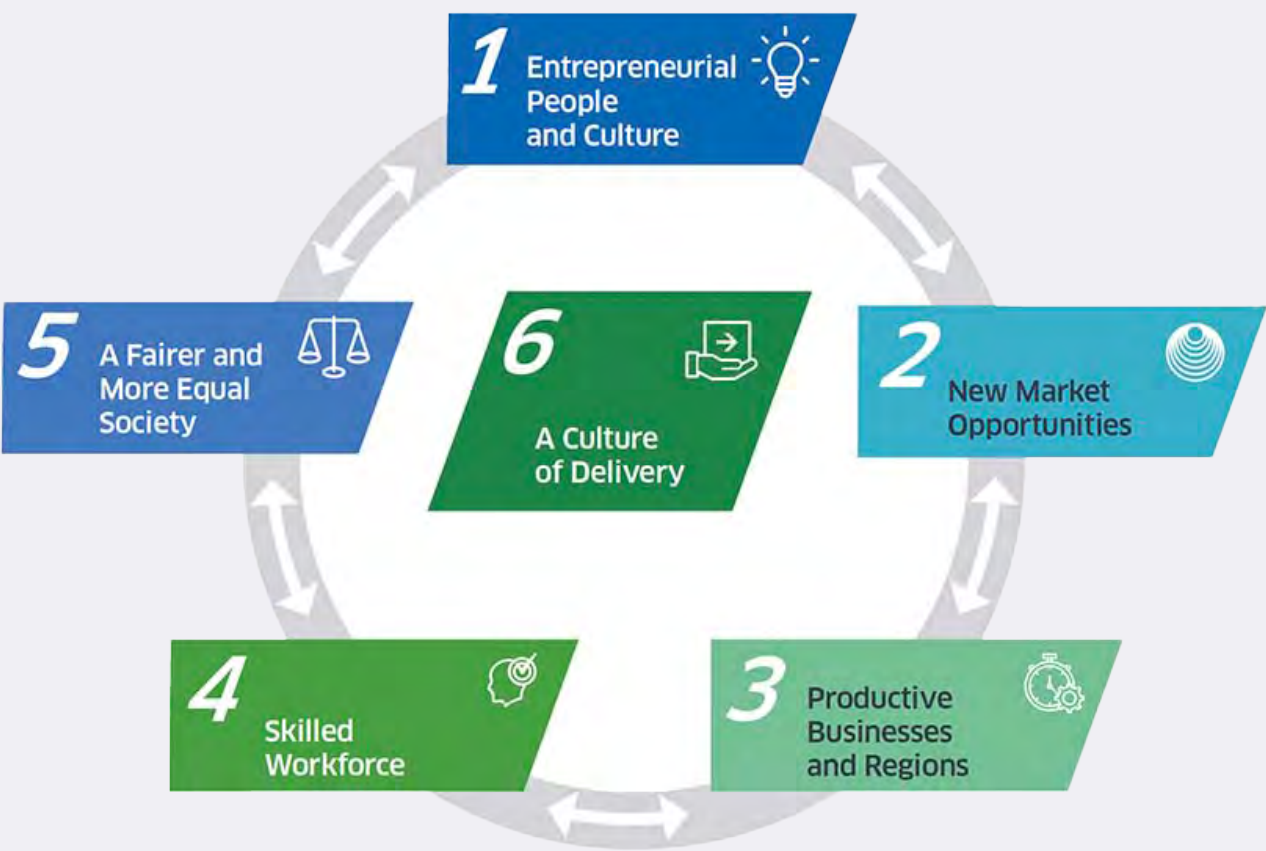 1
Entrepreneurial
People
and Culture
2
New Market
Opportunities
3
Productive
Businesses
and Regions
4
Skilled
Workforce
5
A Fairer and
More Equal
Society
6
A Culture
of Delivery